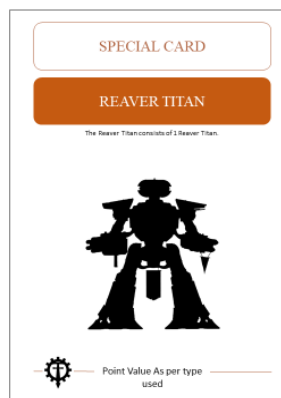 SPECIAL CARD
REAVER TITAN
The Reaver Titan consists of 1 Reaver Titan.
Point Value As per type
used